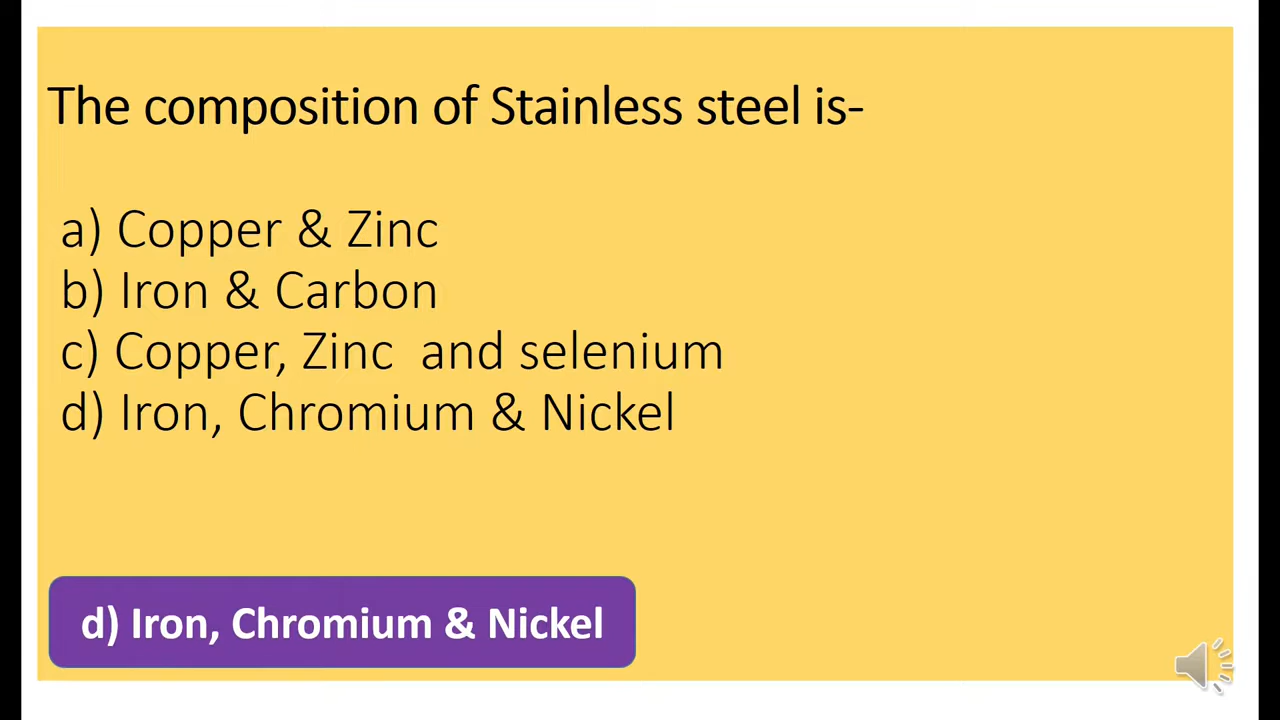 The composition of Stainless steel is-
a) Copper & Zinc
b) Iron & Carbon
c) Copper, Zinc  and selenium
d) Iron, Chromium & Nickel
d) Iron, Chromium & Nickel